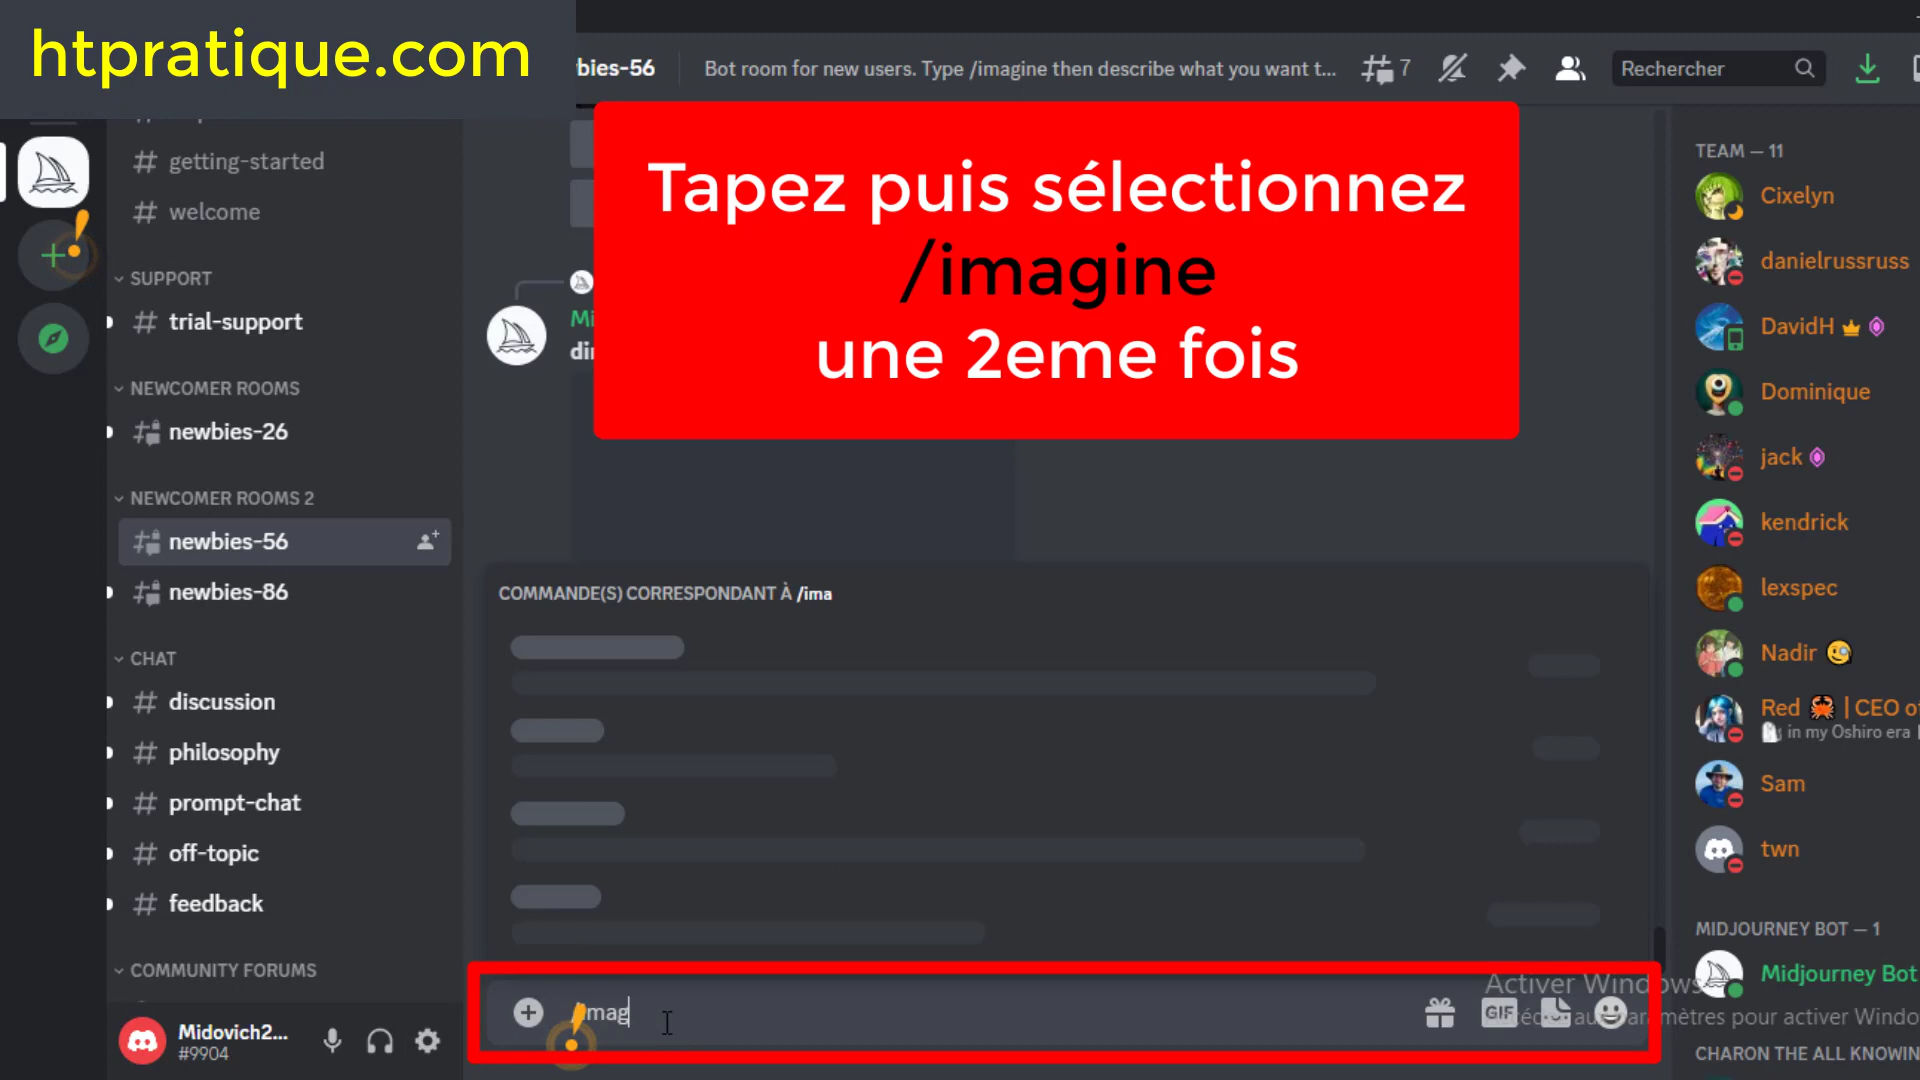 htpratique.com
bies-56
Bot room for new users. Type /imagine then describe what you want t...
7
Rechercher
getting-started
welcome
SUPPORT
trial-support
NEWCOMER ROOMS
newbies-26
NEWCOMER ROOMS 2
newbies-56
newbies-86
CHAT
discussion
philosophy
prompt-chat
off-topic
feedback
COMMUNITY FORUMS
Midovich2...
#9904
Tapez puis sélectionnez
/imagine
une 2eme fois
COMMANDE(S) CORRESPONDANT À /ima
imag
GIF
Activer Windows
paramètres pour activer Windo
TEAM — 11
Cixelyn
danielrussruss
DavidH
Dominique
jack
kendrick
lexspec
Nadir
Red 🦀 | CEO of
in my Oshiro era
Sam
twn
MIDJOURNEY BOT — 1
Midjourney Bot
CHARON THE ALL KNOWIN